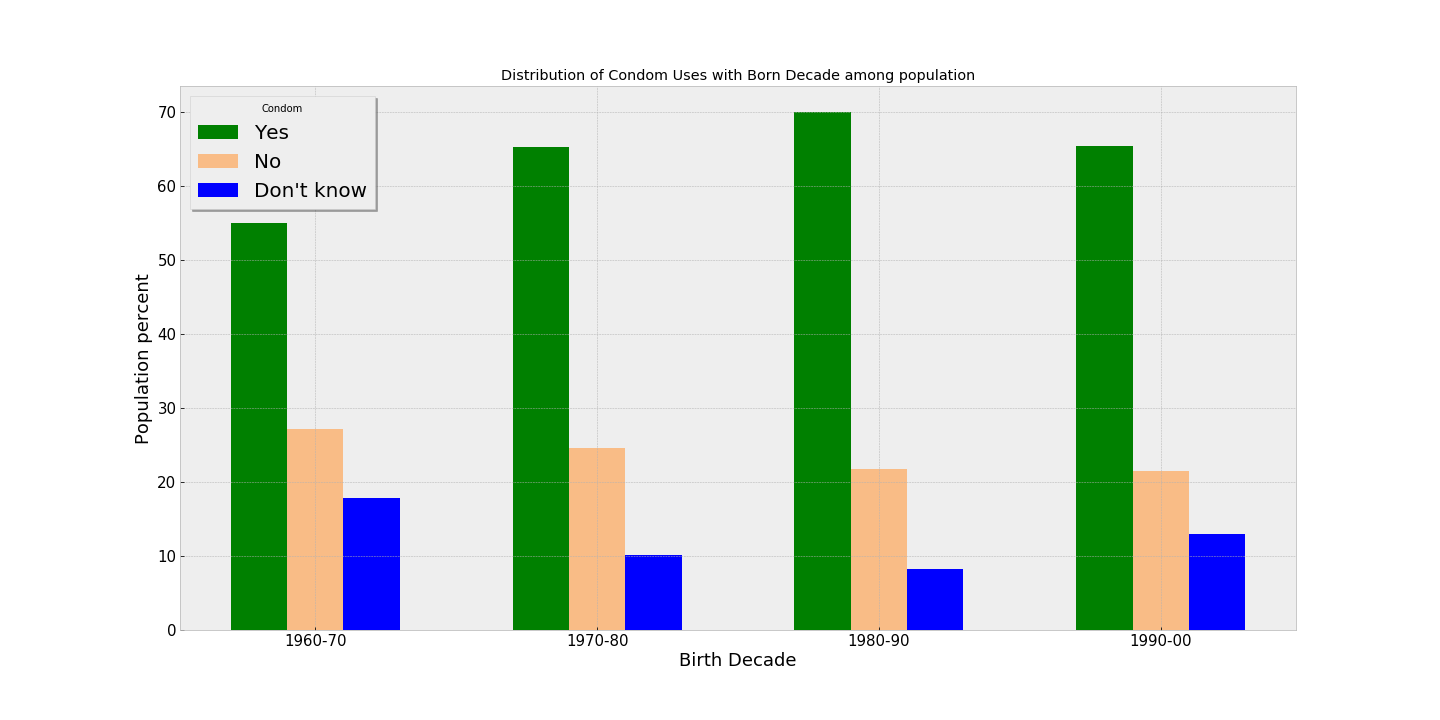 Distribution of Condom Uses with Born Decade among population
Condom
Yes
No
Don't know
70
60
50
40
30
20
10
0
Population percent
1960-70 1970-80 1980-90 1990-00
Birth Decade